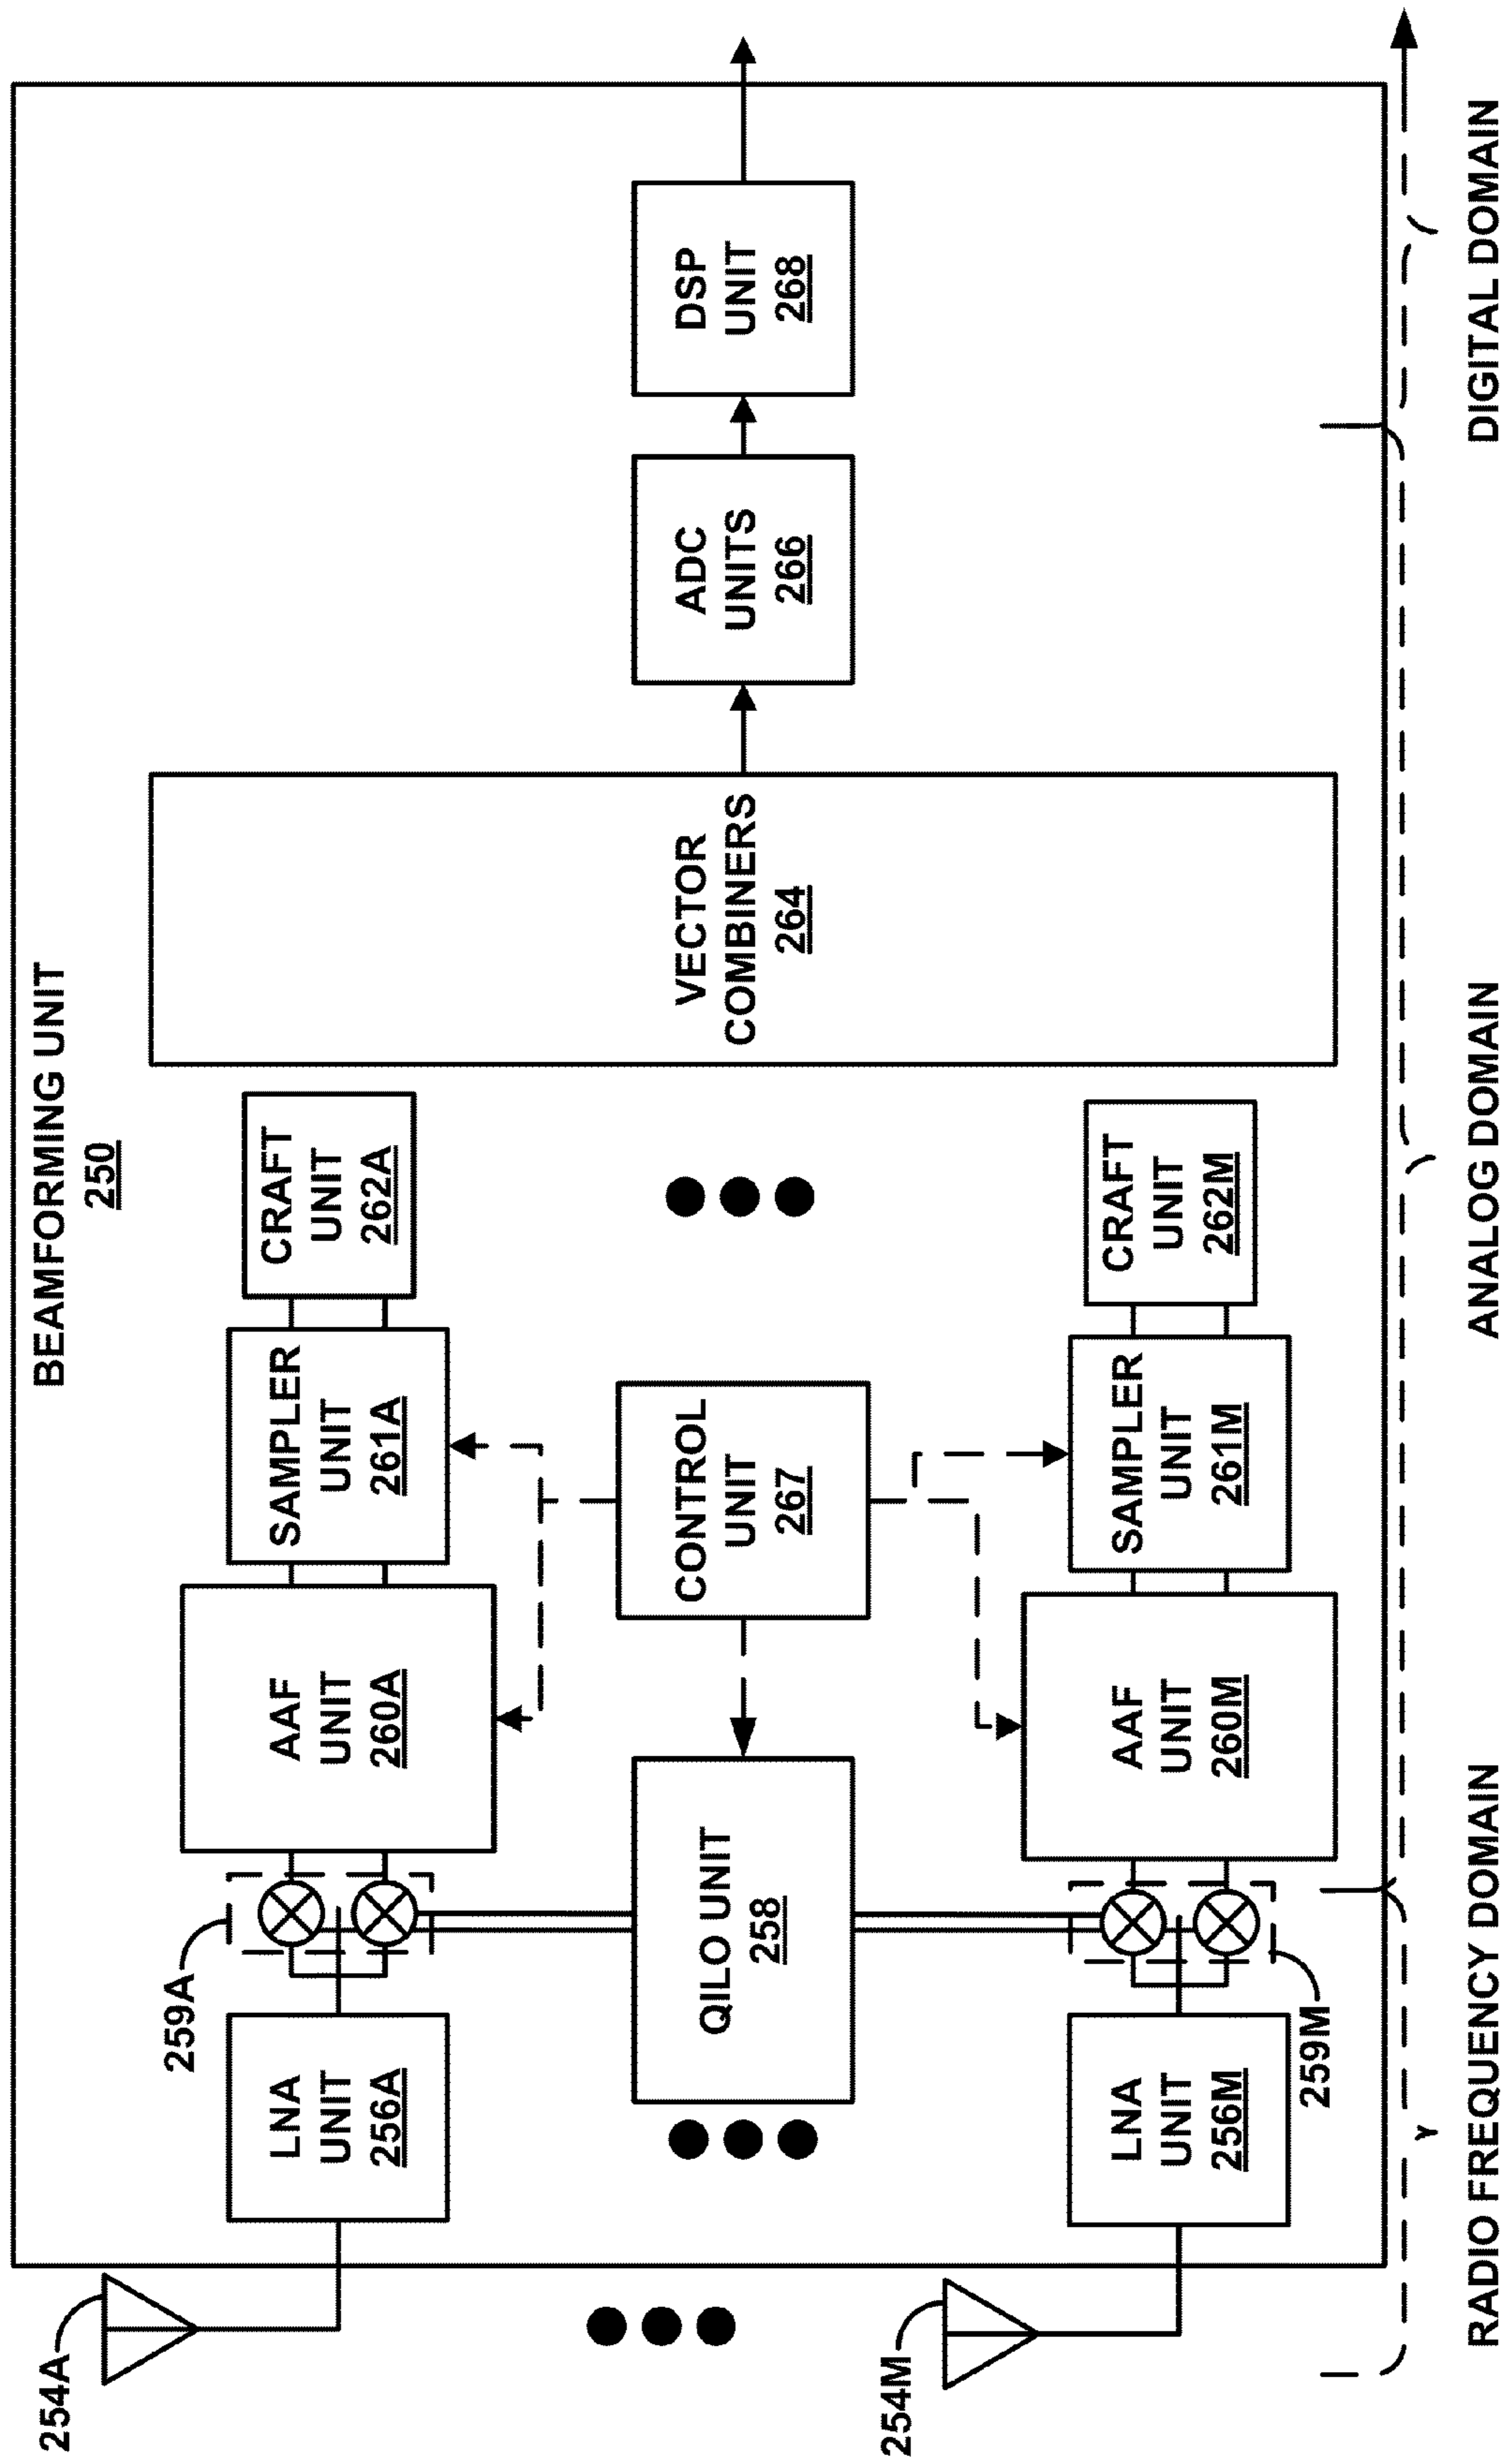 BEAMFORMING UNIT
250
254A
LNA
UNIT
256A
259A
AAF
UNIT
260A
SAMPLER
UNIT
261A
CRAFT
UNIT
262A
QILO UNIT
258
CONTROL
UNIT
267
VECTOR
COMBINERS
264
ADC
UNITS
266
DSP
UNIT
268
254M
LNA
UNIT
256M
259M
AAF
UNIT
260M
SAMPLER
UNIT
261M
CRAFT
UNIT
262M
RADIO FREQUENCY DOMAIN
ANALOG DOMAIN
DIGITAL DOMAIN